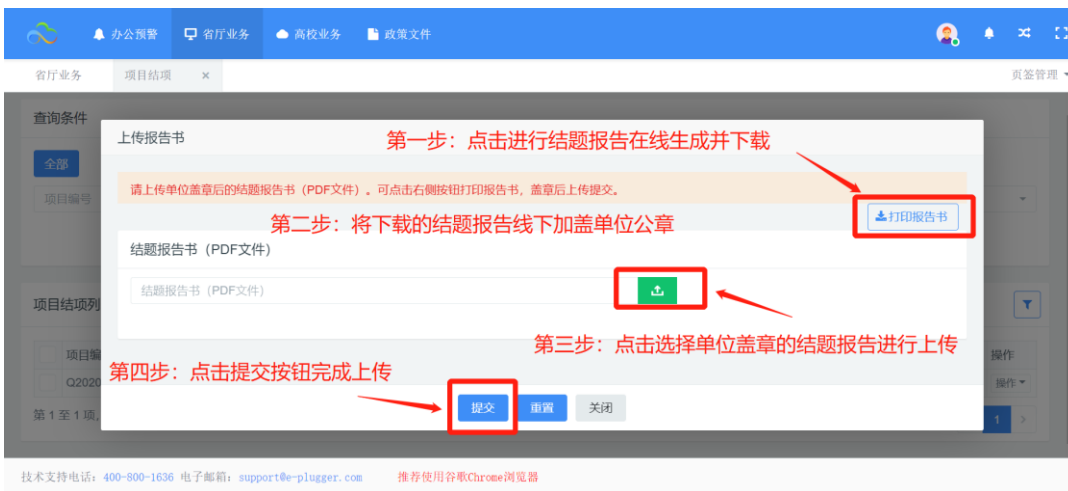 办公预警 省厅业务 高校业务 政策文件
省厅业务 项目结项 × 页签管理
查询条件
上传报告书
第一步：点击进行结题报告在线生成并下载
全部
请上传单位盖章后的结题报告书（PDF文件）。可点击右侧按钮打印报告书，盖章后上传提交。
项目编号
打印报告书
第二步：将下载的结题报告线下加盖单位公章
结题报告书（PDF文件）
结题报告书（PDF文件）
项目结项列
第三步：点击选择单位盖章的结题报告进行上传
项目编 操作
第四步：点击提交按钮完成上传
Q2020 操作
提交 重置 关闭
第 1 至 1 项， 1 >
技术支持电话：400-800-1636 电子邮箱：support@e-plugger.com 推荐使用谷歌Chrome浏览器